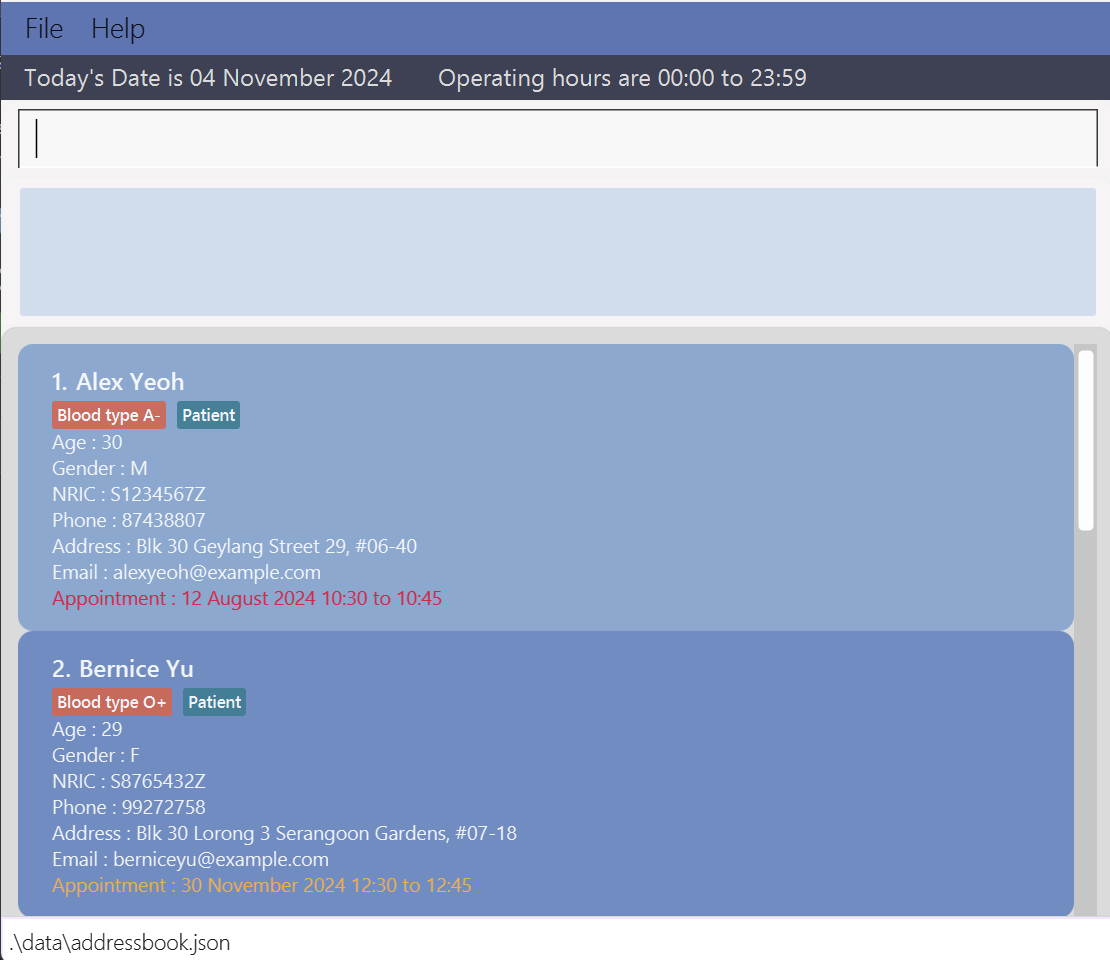 File Help
Today's Date is 04 November 2024 Operating hours are 00:00 to 23:59
1. Alex Yeoh
Blood type A- Patient
Age : 30
Gender : M
NRIC : S1234567Z
Phone : 87438807
Address : Blk 30 Geylang Street 29, #06-40
Email : alexyeoh@example.com
Appointment : 12 August 2024 10:30 to 10:45
2. Bernice Yu
Blood type O+ Patient
Age : 29
Gender : F
NRIC : S8765432Z
Phone : 99272758
Address : Blk 30 Lorong 3 Serangoon Gardens, #07-18
Email : berniceyu@example.com
Appointment : 30 November 2024 12:30 to 12:45
.\data\addressbook.json